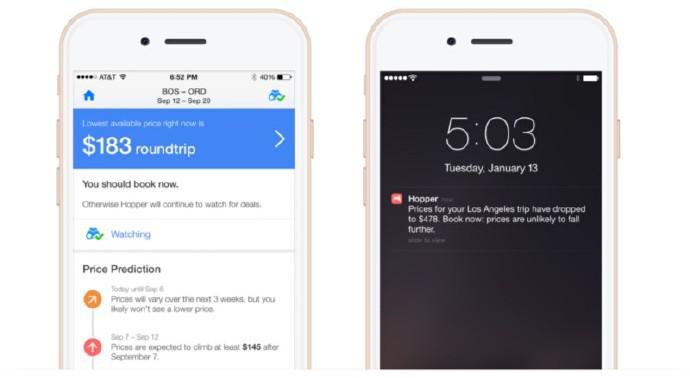 AT&T
6:52 PM
40%
BOS – ORD
Sep 12 – Sep 20
Lowest available price right now is
$183 roundtrip
You should book now.
Otherwise Hopper will continue to watch for deals.
Watching
Price Prediction
Today until Sep 6
Prices will vary over the next 3 weeks, but you
likely won't see a lower price.
Sep 7 – Sep 12
Prices are expected to climb at least $145 after
September 7.
5:03
Tuesday, January 13
Hopper now
Prices for your Los Angeles trip have dropped
to $478. Book now: prices are unlikely to fall
further.
slide to view